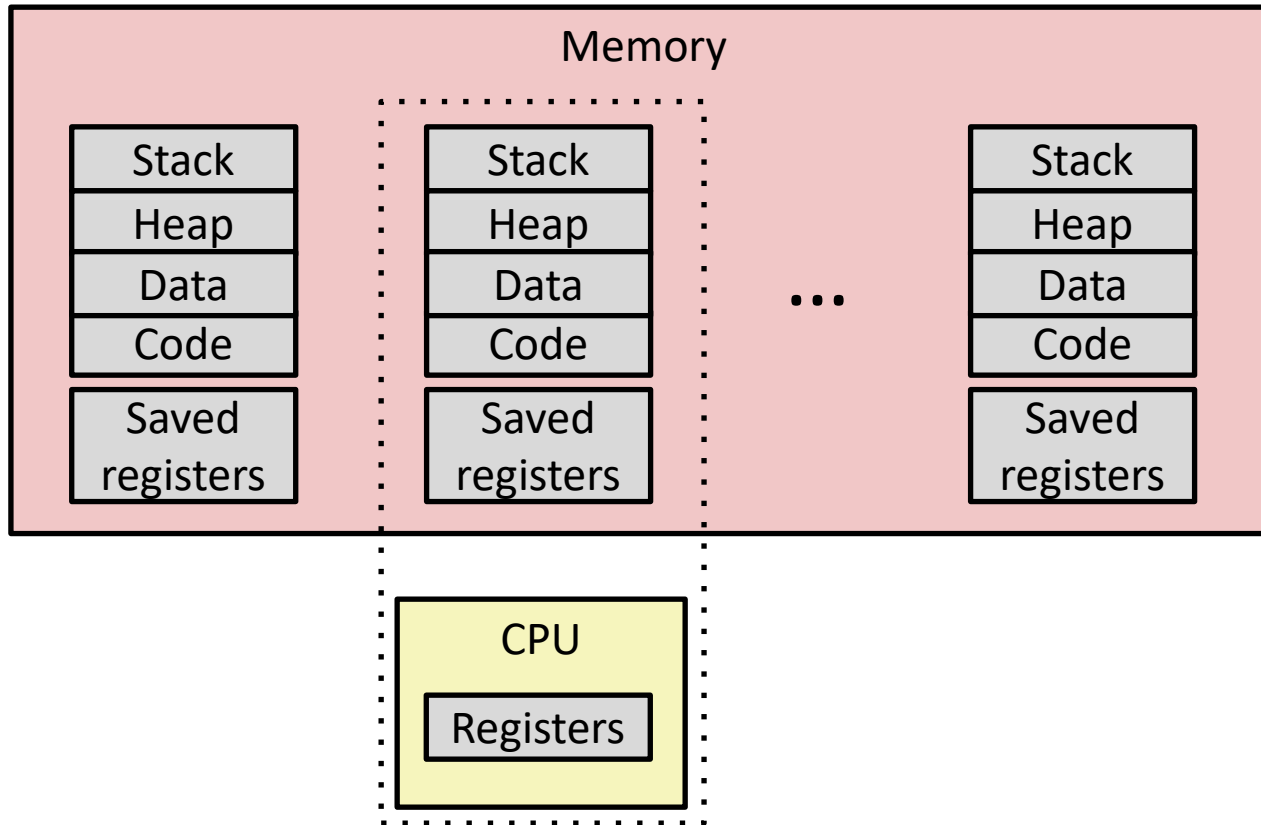 Memory
Stack
Heap
Data
Code
Saved
registers
Stack
Heap
Data
Code
Saved
registers
...
Stack
Heap
Data
Code
Saved
registers
CPU
Registers